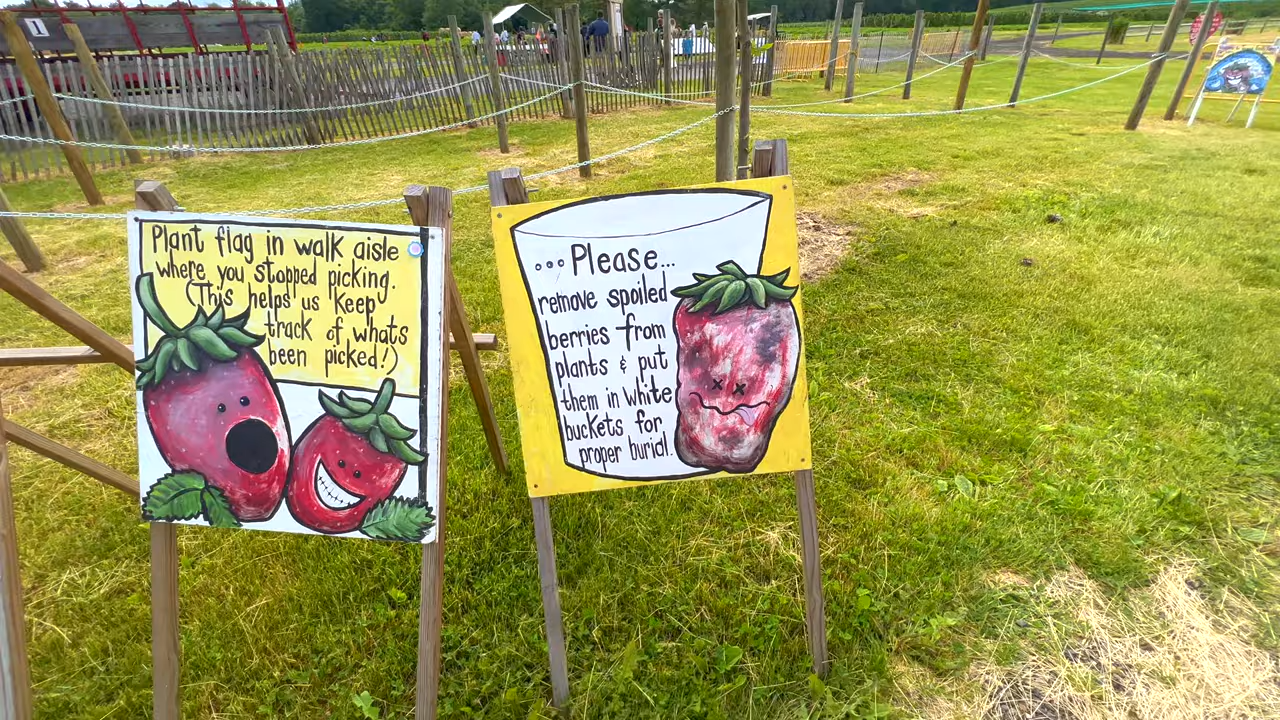 1
Plant flag in walk aisle
where you stopped picking.
(This helps us keep
track of whats
been picked!)
...Please...
remove spoiled
berries from
plants & put
them in white
buckets for
proper burial.